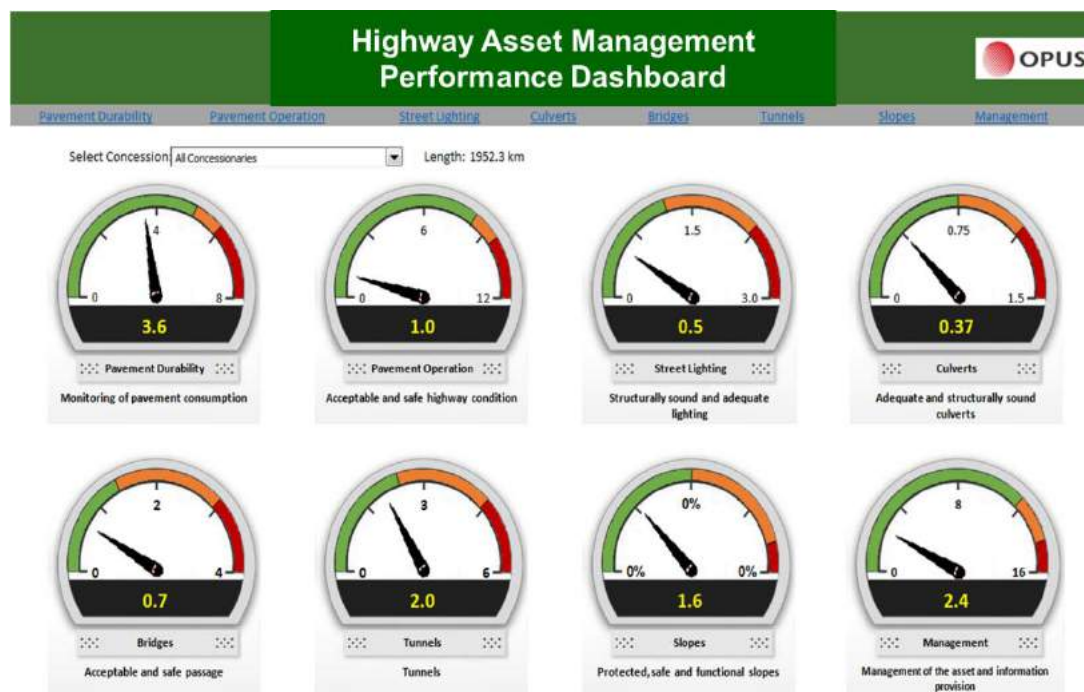 Highway Asset Management
Performance Dashboard
OPUS
Pavement Durability Pavement Operation Street Lighting Culverts Bridges Tunnels Slopes Management
Select Concession: All Concessionaries Length: 1952.3 km
4 6 1.5 0.75
0 8 0 12 0 3.0 0 1.5
3.6 1.0 0.5 0.37
Pavement Durability Pavement Operation Street Lighting Culverts
Monitoring of pavement consumption Acceptable and safe highway condition Structurally sound and adequate Adequate and structurally sound
lighting culverts
2 3 0% 8
0 4 0 6 0% 0% 0 16
0.7 2.0 1.6 2.4
Bridges Tunnels Slopes Management
Acceptable and safe passage Tunnels Protected, safe and functional slopes Management of the asset and information
provision